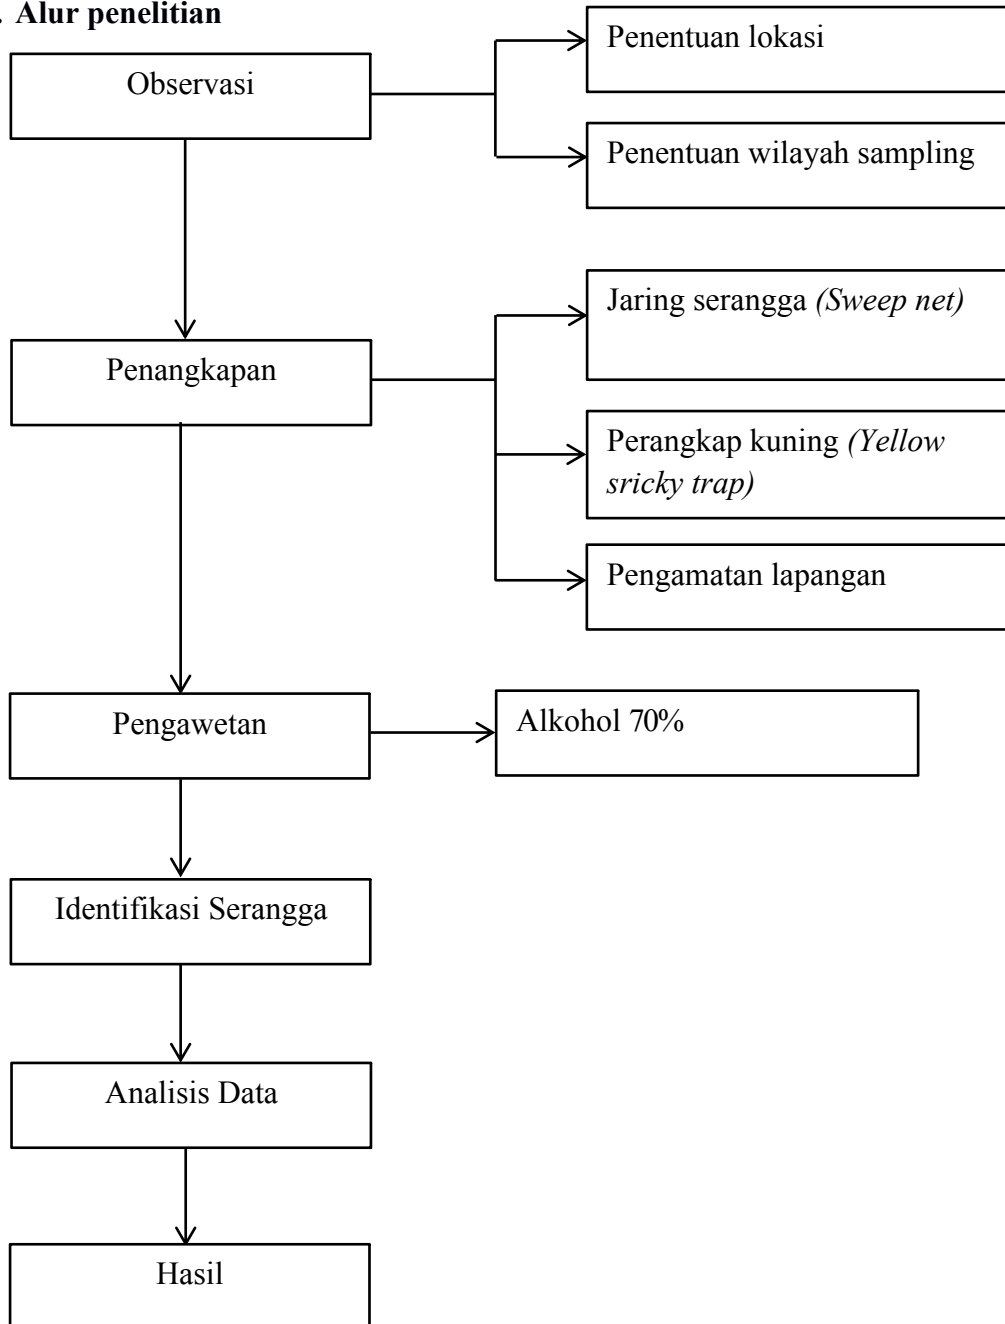 . Alur penelitian
Observasi
Penentuan lokasi
Penentuan wilayah sampling
Penangkapan
Jaring serangga (Sweep net)
Perangkap kuning (Yellow
sricky trap)
Pengamatan lapangan
Pengawetan
Alkohol 70%
Identifikasi Serangga
Analisis Data
Hasil